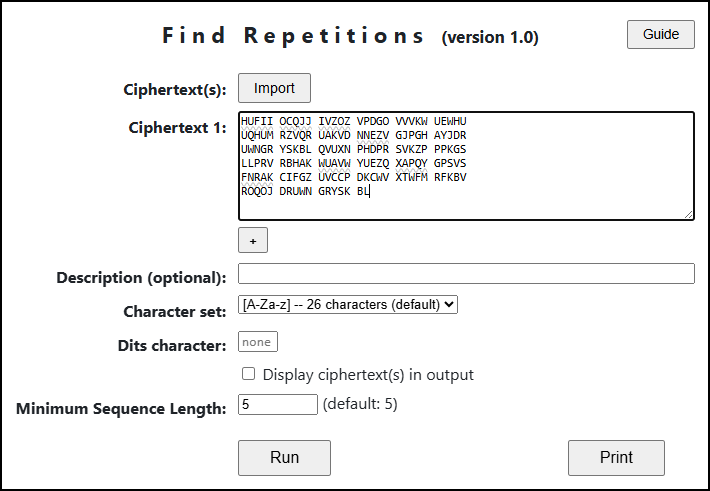 Find Repetitions (version 1.0) Guide
Ciphertext(s): Import
Ciphertext 1:
HUFII OCQJJ IVZOZ VPDGO VVVKW UEWHU
UQHUM RZVQR UAKVD NNEZV GJPGH AYJDR
UWNGR YSKBL QVUXN PHDPR SVKZP PPKGS
LLPRV RBHAK WUAVW YUEZQ XAPQY GPSVS
FNRAK CIFGZ UVCCP DKCWV XTWFM RFKBV
ROQOJ DRUWN GRYSK BL
+
Description (optional):
Character set: [A-Za-z] -- 26 characters (default)
Dits character: none
Display ciphertext(s) in output
Minimum Sequence Length: 5 (default: 5)
Run Print